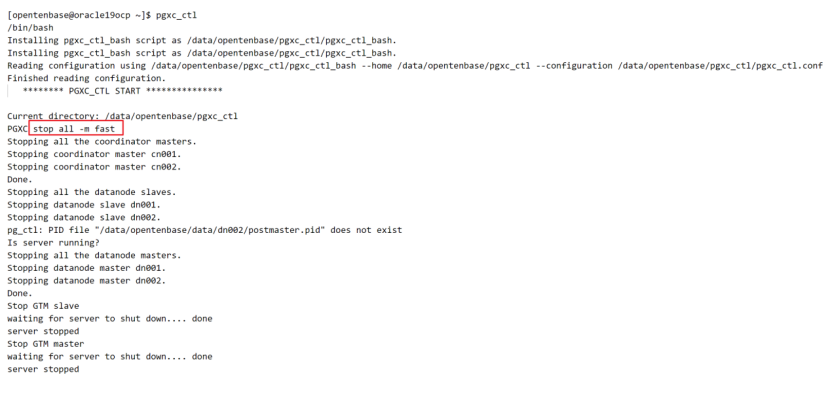 [opentenbase@oracle19ocp ~]$ pgxc_ctl
/bin/bash
Installing pgxc_ctl_bash script as /data/opentenbase/pgxc_ctl/pgxc_ctl_bash.
Installing pgxc_ctl_bash script as /data/opentenbase/pgxc_ctl/pgxc_ctl_bash.
Reading configuration using /data/opentenbase/pgxc_ctl/pgxc_ctl_bash --home /data/opentenbase/pgxc_ctl --configuration /data/opentenbase/pgxc_ctl/pgxc_ctl.conf
Finished reading configuration.
******** PGXC_CTL START ***************
Current directory: /data/opentenbase/pgxc_ctl
PGXC stop all -m fast
Stopping all the coordinator masters.
Stopping coordinator master cn001.
Stopping coordinator master cn002.
Done.
Stopping all the datanode slaves.
Stopping datanode slave dn001.
Stopping datanode slave dn002.
pg_ctl: PID file "/data/opentenbase/data/dn002/postmaster.pid" does not exist
Is server running?
Stopping all the datanode masters.
Stopping datanode master dn001.
Stopping datanode master dn002.
Done.
Stop GTM slave
waiting for server to shut down.... done
server stopped
Stop GTM master
waiting for server to shut down.... done
server stopped